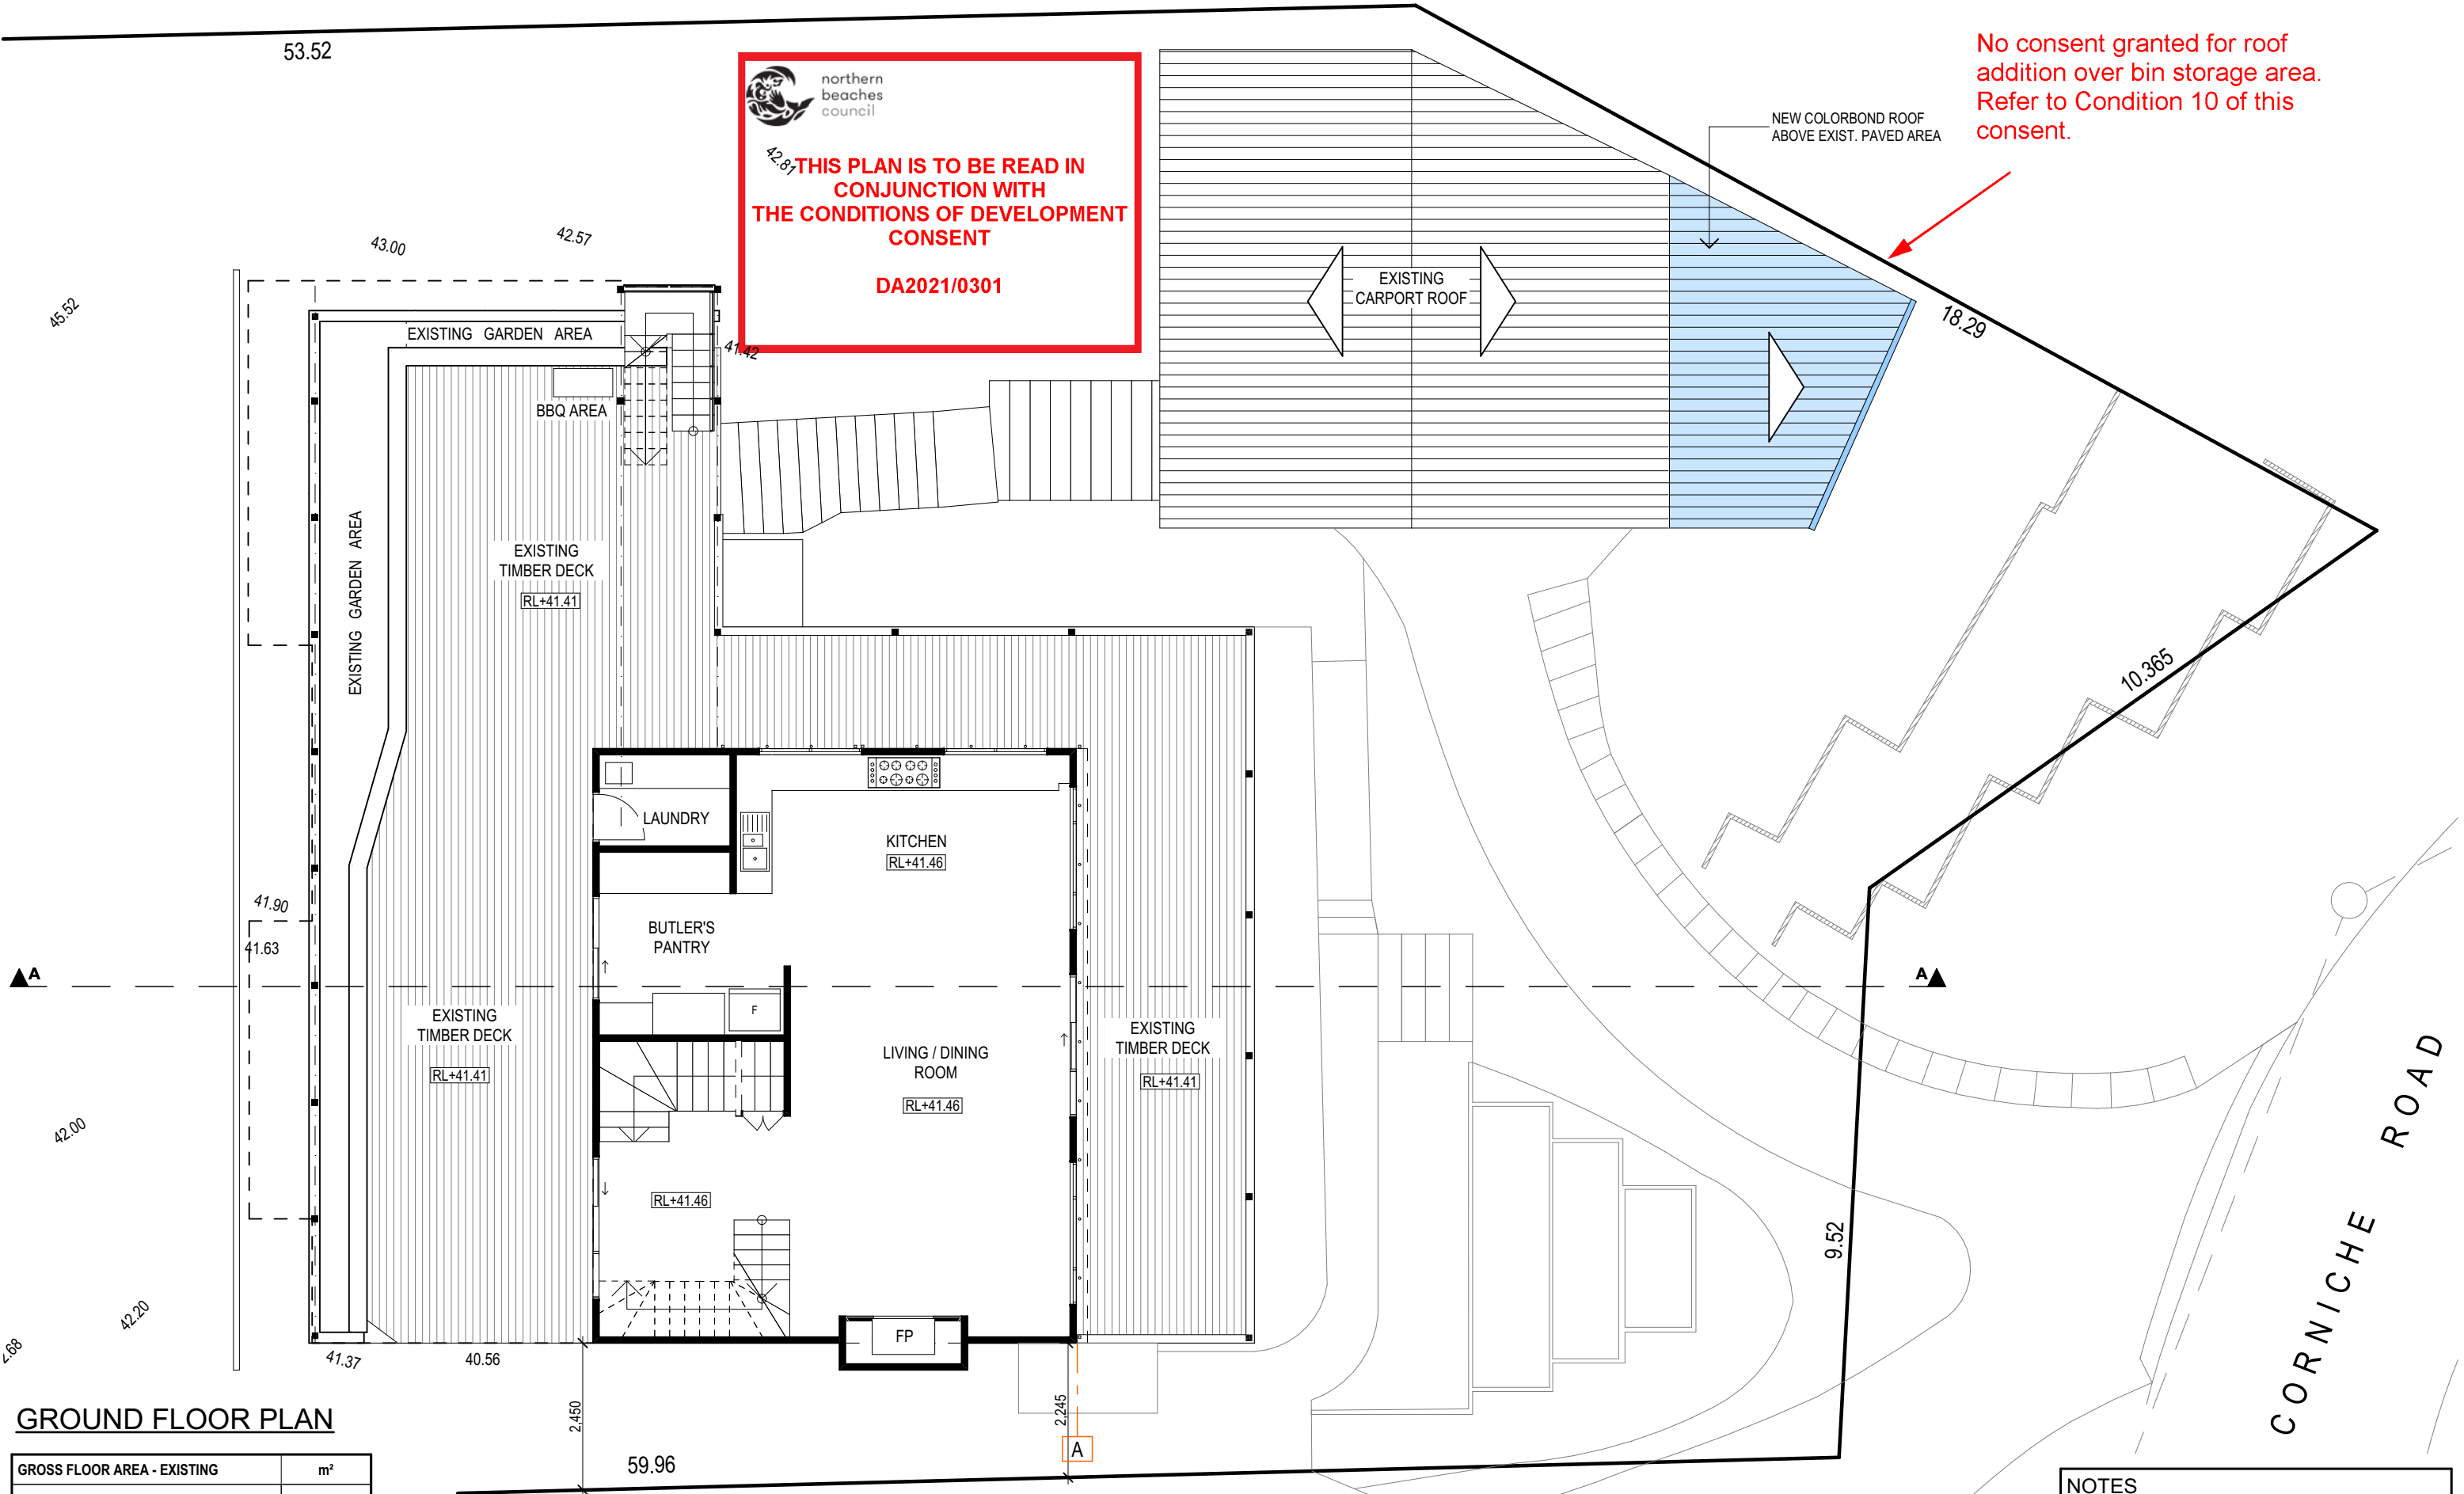 53.52
northern
beaches
council
42.81
THIS PLAN IS TO BE READ IN
CONJUNCTION WITH
THE CONDITIONS OF DEVELOPMENT
CONSENT
DA2021/0301
No consent granted for roof
addition over bin storage area.
Refer to Condition 10 of this
consent.
NEW COLORBOND ROOF
ABOVE EXIST. PAVED AREA
43.00
42.57
45.52
EXISTING GARDEN AREA
41.42
EXISTING
CARPORT ROOF
18.29
BBQ AREA
EXISTING GARDEN AREA
EXISTING
TIMBER DECK
RL+41.41
10.365
LAUNDRY
KITCHEN
RL+41.46
41.90
41.63
BUTLER'S
PANTRY
A
A
F
EXISTING
TIMBER DECK
RL+41.41
LIVING / DINING
ROOM
RL+41.46
EXISTING
TIMBER DECK
RL+41.41
42.00
RL+41.46
9.52
CORNICHE ROAD
42.20
FP
41.37
40.56
GROUND FLOOR PLAN
2,450
2,245
A
59.96
GROSS FLOOR AREA - EXISTING m²
NOTES